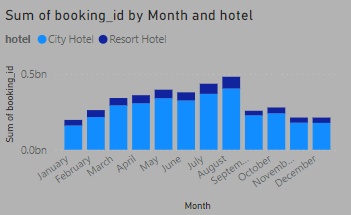 Sum of booking_id by Month and hotel
hotel City Hotel Resort Hotel
Sum of booking_id
0.5bn
0.0bn
January
February
March
April
May
June
July
August
Septem...
October
Novemb...
December
Month